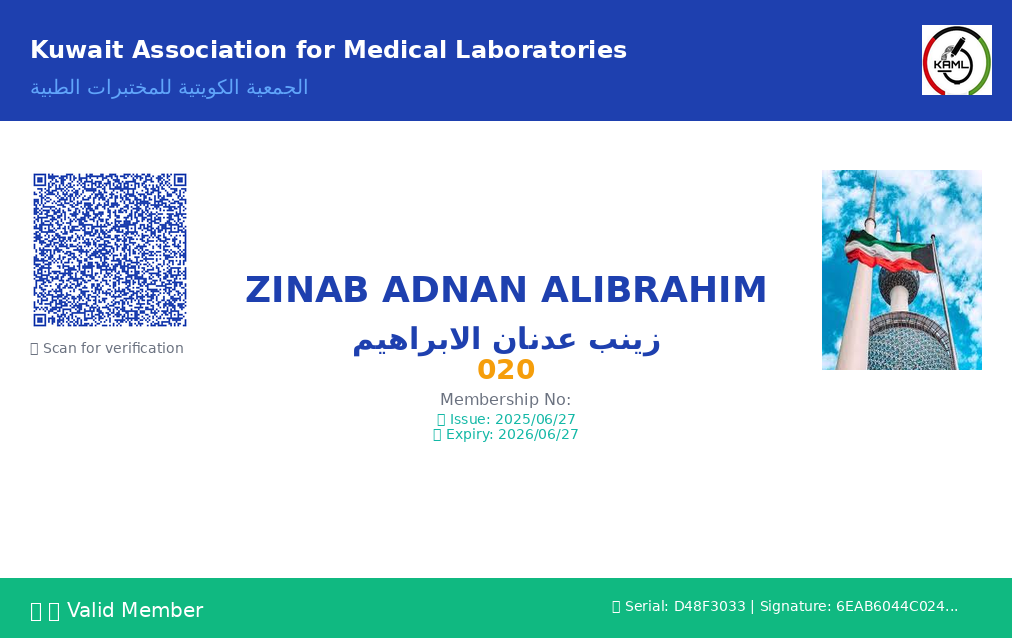 Kuwait Association for Medical Laboratories
الجمعية الكويتية للمختبرات الطبية
KAML
Scan for verification
ZINAB ADNAN ALIBRAHIM
زينب عدنان الابراهيم
020
Membership No:
Issue: 2025/06/27
Expiry: 2026/06/27
Valid Member
Serial: D48F3033 | Signature: 6EAB6044C024...